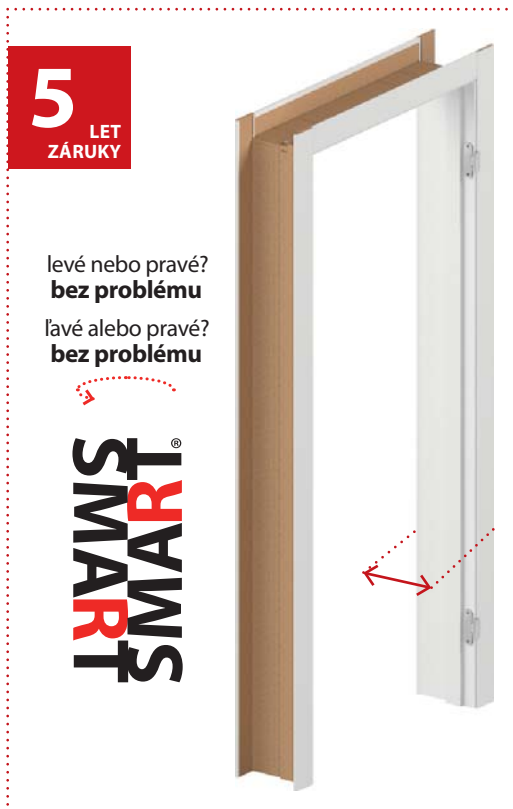 5
LET
ZÁRUKY
levé nebo pravé?
bez problému
ľavé alebo pravé?
bez problému
SMART
SMART®